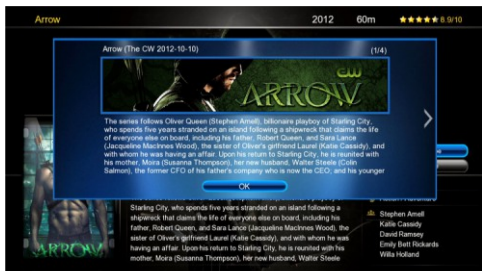 Arrow
2012
60m
8.9/10
Arrow (The CW 2012-10-10)
(1/4)
CW
ARROW
The series follows Oliver Queen (Stephen Amell), billionaire playboy of Starling City,
who spends five years stranded on an island following a shipwreck that claims the life
of everyone else on board, including his father, Robert Queen, and Sara Lance
(Jacqueline MacInnes Wood), the sister of Oliver's girlfriend Laurel (Katie Cassidy), and
with whom he was having an affair. Upon his return to Starling City, he is reunited with
his mother, Moira (Susanna Thompson), her new husband, Walter Steele (Colin
Salmon), the former CFO of his father's company who is now the CEO; and his younger
OK
Starling City, who spends five years stranded on an island following a
shipwreck that claims the life of everyone else on board, including his
father, Robert Queen, and Sara Lance (Jacqueline MacInnes Wood), the
sister of Oliver's girlfriend Laurel (Katie Cassidy), and with whom he was
having an affair. Upon his return to Starling City, he is reunited with his
mother, Moira (Susanna Thompson), her new husband, Walter Steele
Stephen Amell
Katie Cassidy
David Ramsey
Emily Bett Rickards
Willa Holland
ARROW